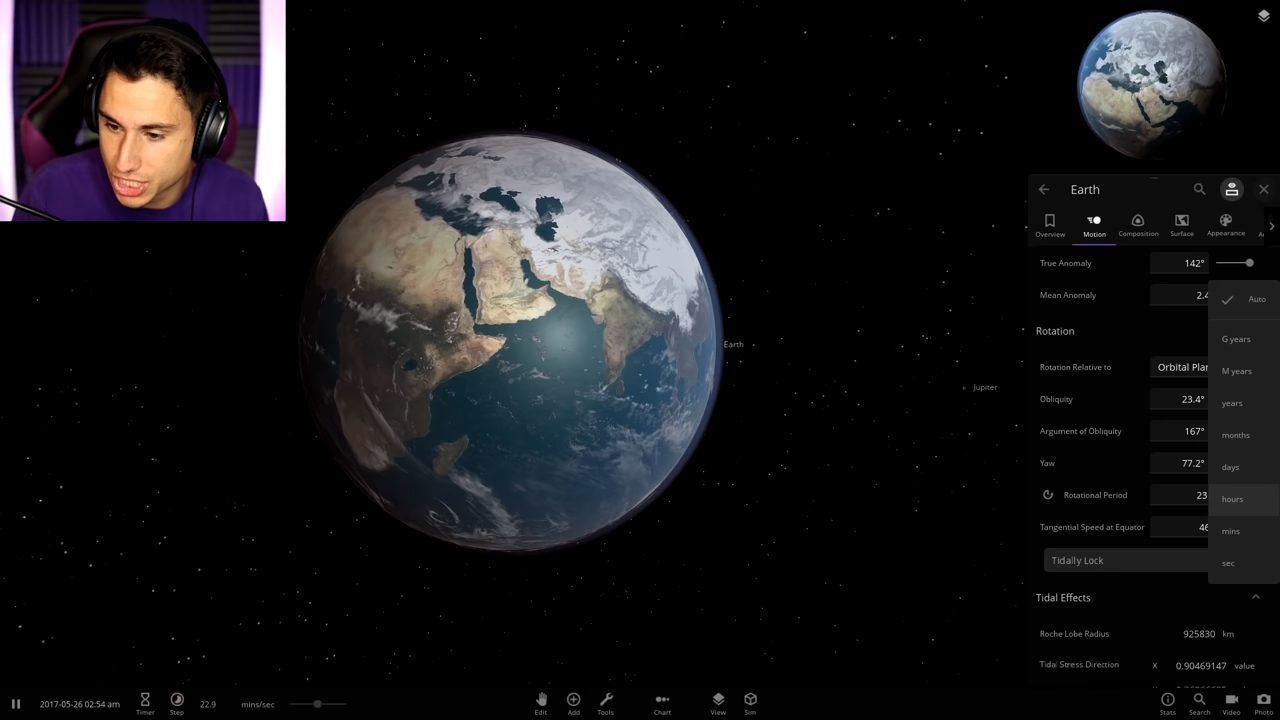 Earth
Overview
Motion
Composition
Surface
Appearance
True Anomaly 142°
Mean Anomaly 2.4
Auto
Rotation
G years
Rotation Relative to Orbital Plan
M years
Obliquity 23.4°
years
Argument of Obliquity 167°
months
Yaw 77.2°
days
Rotational Period 23
hours
Tangential Speed at Equator 46
mins
Tidally Lock
sec
Tidal Effects
Roche Lobe Radius 925830 km
Tidal Stress Direction X 0.90469147 value
Earth
Jupiter
2017-05-26 02:54 am
Timer
Step
22.9 mins/sec
Edit
Add
Tools
Chart
View
Sim
Stats
Search
Video
Photo